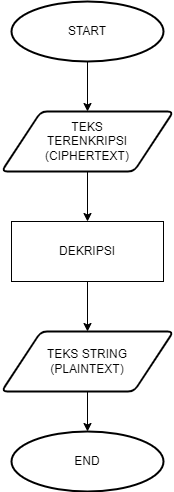 START
TEKS
TERENKRIPSI
(CIPHERTEXT)
DEKRIPSI
TEKS STRING
(PLAINTEXT)
END